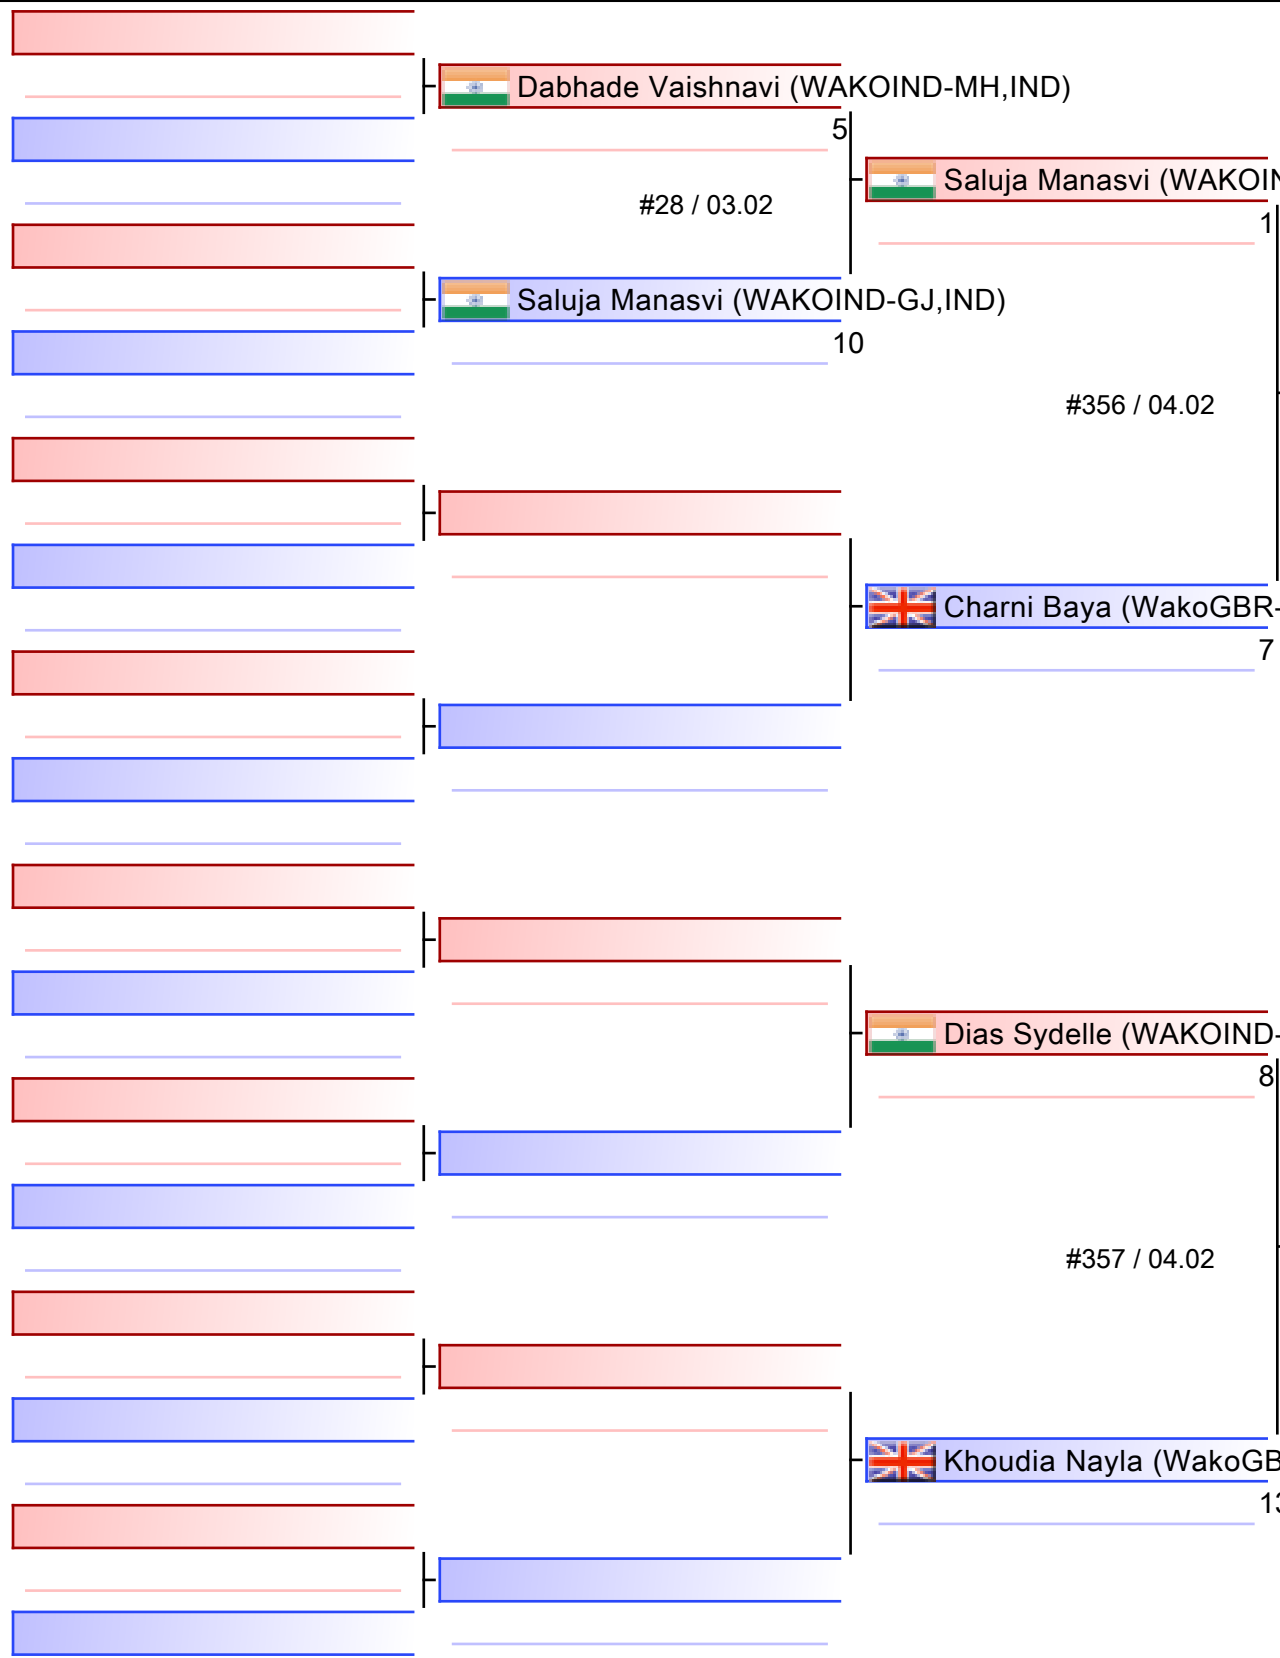 Dabhade Vaishnavi (WAKOIND-MH,IND)
5
#28 / 03.02
Saluja Manasvi (WAKOIND-GJ,IND)
10
Saluja Manasvi (WAKOIN
1
#356 / 04.02
Charni Baya (WakoGBR-
7
Dias Sydelle (WAKOIND-
8
#357 / 04.02
Khoudia Nayla (WakoGB
13